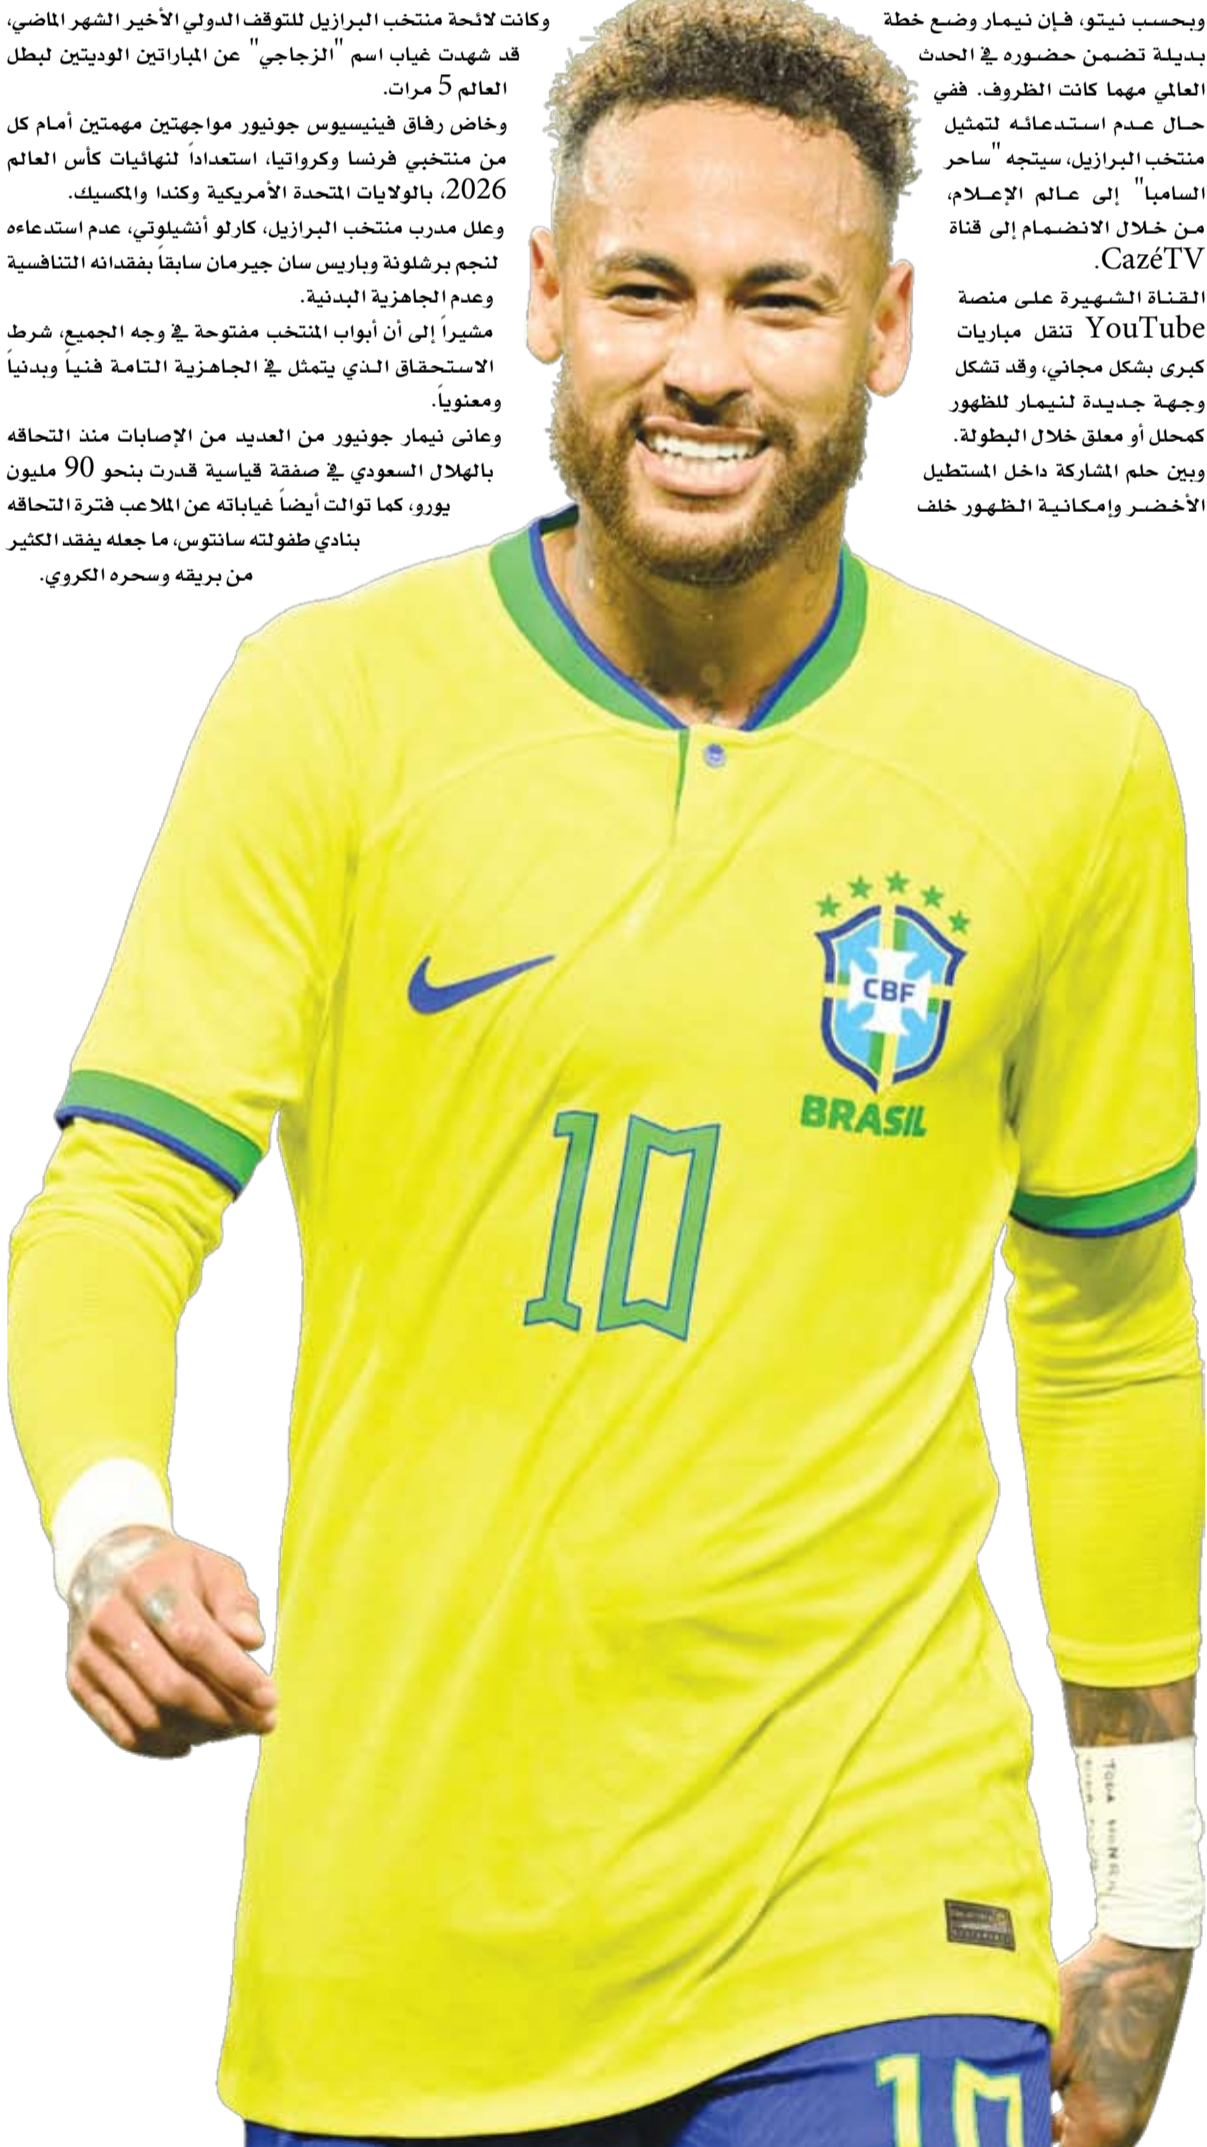 وبحسب نيتو، فإن نيمار وضع خطة
بديلة تضمن حضوره في الحدث
العالمي مهما كانت الظروف. ففي
حال عدم استدعائه لتمثيل
منتخب البرازيل، سيتجه "ساحر
السامبا" إلى عالم الإعلام،
من خلال الانضمام إلى قناة
CazéTV.
القناة الشهيرة على منصة
YouTube تنقل مباريات
كبرى بشكل مجاني، وقد تشكل
وجهة جديدة لنيمار للظهور
كمحلل أو معلق خلال البطولة.
وبين حلم المشاركة داخل المستطيل
الأخضر وإمكانية الظهور خلف
وكانت لائحة منتخب البرازيل للتوقف الدولي الأخير الشهر الماضي،
قد شهدت غياب اسم "الزجاجي" عن المباراتين الوديتين لبطل
العالم 5 مرات.
وخاض رفاق فينيسيوس جونيور مواجهتين مهمتين أمام كل
من منتخبي فرنسا وكرواتيا، استعداداً لنهائيات كأس العالم
2026، بالولايات المتحدة الأمريكية وكندا والمكسيك.
وعلل مدرب منتخب البرازيل، كارلو أنشيلوتي، عدم استدعاءه
لنجم برشلونة وباريس سان جيرمان سابقاً بفقدانه التنافسية
وعدم الجاهزية البدنية.
مشيراً إلى أن أبواب المنتخب مفتوحة في وجه الجميع، شرط
الاستحقاق الذي يتمثل في الجاهزية التامة فنياً وبدنياً
ومعنوياً.
وعانى نيمار جونيور من العديد من الإصابات منذ التحاقه
بالهلال السعودي في صفقة قياسية قدرت بنحو 90 مليون
يورو، كما توالت أيضاً غياباته عن الملاعب فترة التحاقه
بنادي طفولته سانتوس، ما جعله يفقد الكثير
من بريقه وسحره الكروي.
CBF
BRASIL
10
10